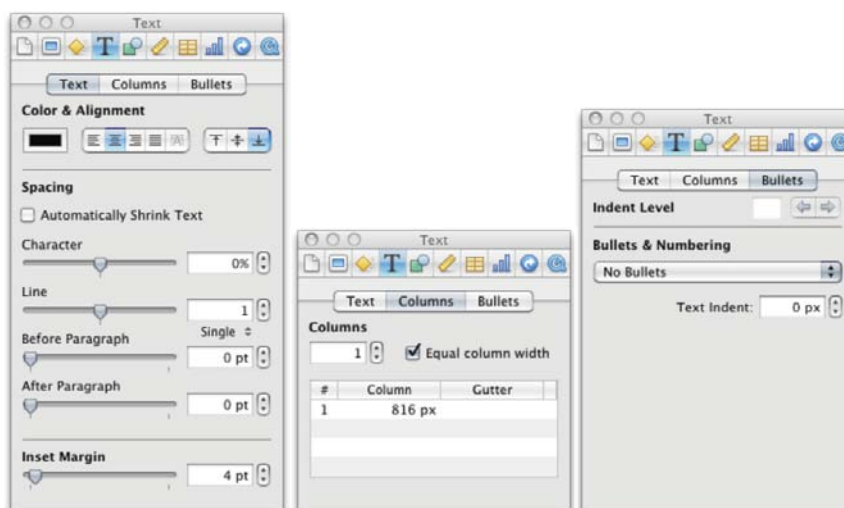 Text
Text Columns Bullets
Color & Alignment
Spacing
Automatically Shrink Text
Character
0%
Line
1
Single
Before Paragraph
0 pt
After Paragraph
0 pt
Inset Margin
4 pt
Text
Text Columns Bullets
Columns
1 Equal column width
# Column Gutter
1 816 px
Text
Text Columns Bullets
Indent Level
Bullets & Numbering
No Bullets
Text Indent: 0 px